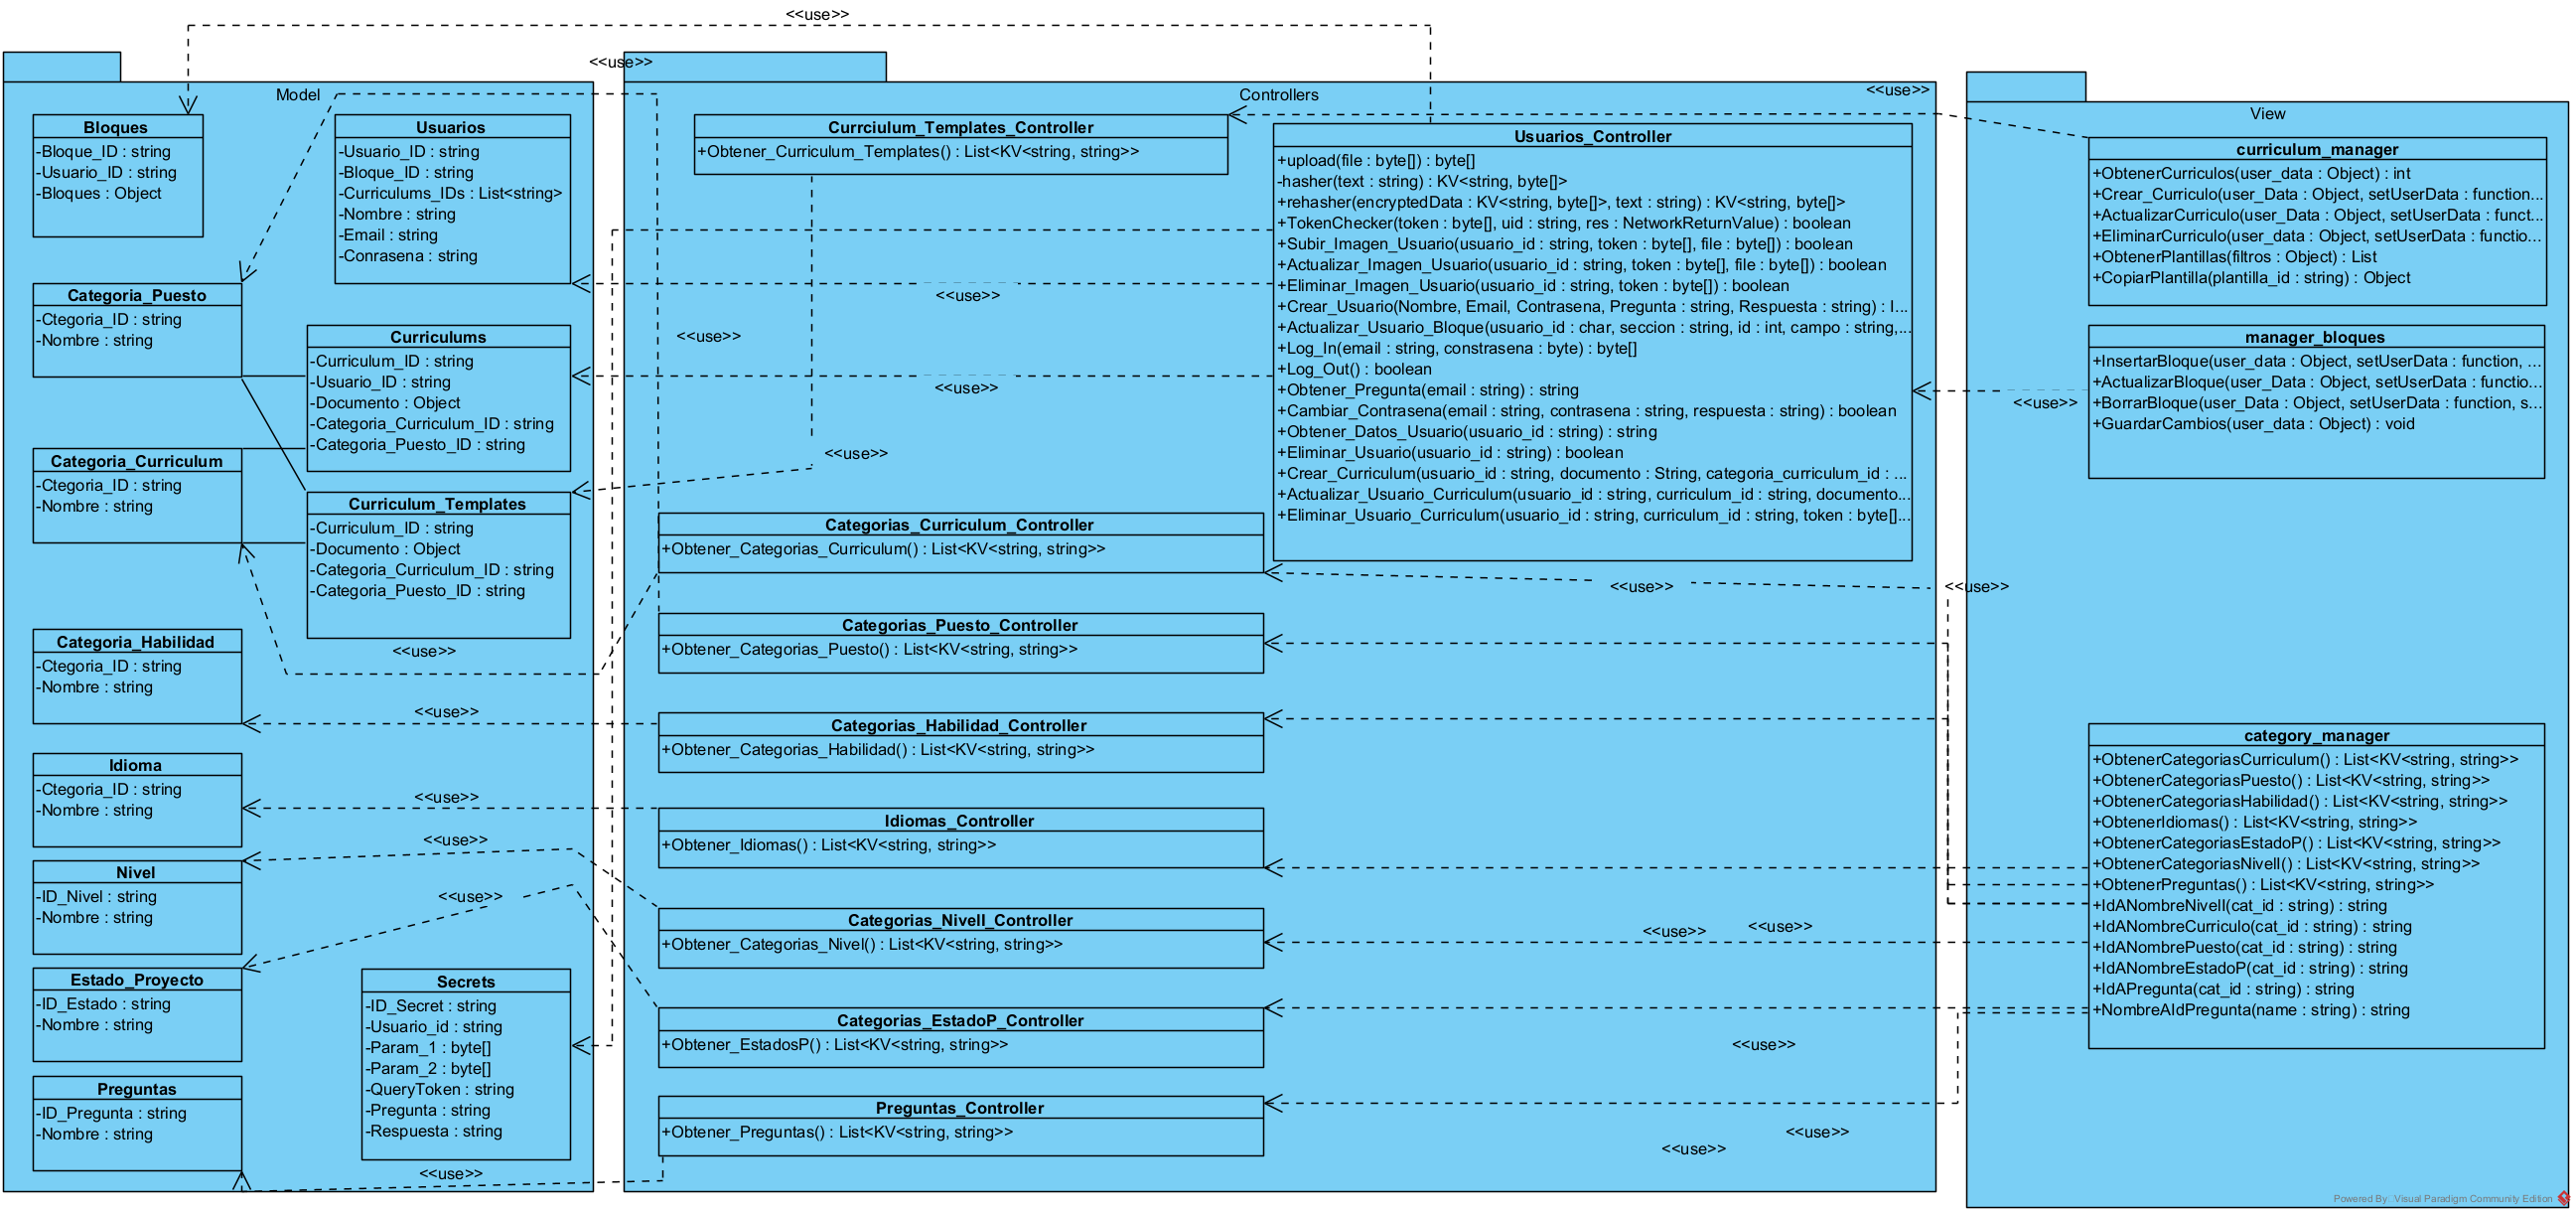 <<use>>
<<use>>
Model
Bloques
-Bloque_ID : string
-Usuario_ID : string
-Bloques : Object
Usuarios
-Usuario_ID : string
-Bloque_ID : string
-Curriculums_IDs : List<string>
-Nombre : string
-Email : string
-Conrasena : string
Categoria_Puesto
-Ctegoria_ID : string
-Nombre : string
Curriculums
-Curriculum_ID : string
-Usuario_ID : string
-Documento : Object
-Categoria_Curriculum_ID : string
-Categoria_Puesto_ID : string
Categoria_Curriculum
-Ctegoria_ID : string
-Nombre : string
Curriculum_Templates
-Curriculum_ID : string
-Documento : Object
-Categoria_Curriculum_ID : string
-Categoria_Puesto_ID : string
Categoria_Habilidad
-Ctegoria_ID : string
-Nombre : string
<<use>>
<<use>>
Idioma
-Ctegoria_ID : string
-Nombre : string
<<use>>
<<use>>
Nivel
-ID_Nivel : string
-Nombre : string
<<use>>
Estado_Proyecto
-ID_Estado : string
-Nombre : string
Secrets
-ID_Secret : string
-Usuario_id : string
-Param_1 : byte[]
-Param_2 : byte[]
-QueryToken : string
-Pregunta : string
-Respuesta : string
Preguntas
-ID_Pregunta : string
-Nombre : string
<<use>>
Controllers
<<use>>
Currciulum_Templates_Controller
+Obtener_Curriculum_Templates() : List<KV<string, string>>
Usuarios_Controller
+upload(file : byte[]) : byte[]
-hasher(text : string) : KV<string, byte[]>
+rehasher(encryptedData : KV<string, byte[]>, text : string) : KV<string, byte[]>
+TokenChecker(token : byte[], uid : string, res : NetworkReturnValue) : boolean
+Subir_Imagen_Usuario(usuario_id : string, token : byte[], file : byte[]) : boolean
+Actualizar_Imagen_Usuario(usuario_id : string, token : byte[], file : byte[]) : boolean
+Eliminar_Imagen_Usuario(usuario_id : string, token : byte[]) : boolean
+Crear_Usuario(Nombre, Email, Contrasena, Pregunta : string, Respuesta : string) : I...
+Actualizar_Usuario_Bloque(usuario_id : char, seccion : string, id : int, campo : string,...
+Log_In(email : string, constrasena : byte) : byte[]
+Log_Out() : boolean
+Obtener_Pregunta(email : string) : string
+Cambiar_Contrasena(email : string, contrasena : string, respuesta : string) : boolean
+Obtener_Datos_Usuario(usuario_id : string) : string
+Eliminar_Usuario(usuario_id : string) : boolean
+Crear_Curriculum(usuario_id : string, documento : String, categoria_curriculum_id : ...
+Actualizar_Usuario_Curriculum(usuario_id : string, curriculum_id : string, documento...
+Eliminar_Usuario_Curriculum(usuario_id : string, curriculum_id : string, token : byte[]...
<<use>>
<<use>>
<<use>>
<<use>>
Categorias_Curriculum_Controller
+Obtener_Categorias_Curriculum() : List<KV<string, string>>
<<use>>
<<use>>
Categorias_Puesto_Controller
+Obtener_Categorias_Puesto() : List<KV<string, string>>
Categorias_Habilidad_Controller
+Obtener_Categorias_Habilidad() : List<KV<string, string>>
Idiomas_Controller
+Obtener_Idiomas() : List<KV<string, string>>
Categorias_NivelI_Controller
+Obtener_Categorias_Nivel() : List<KV<string, string>>
<<use>>
<<use>>
Categorias_EstadoP_Controller
+Obtener_EstadosP() : List<KV<string, string>>
<<use>>
Preguntas_Controller
+Obtener_Preguntas() : List<KV<string, string>>
<<use>>
<<use>>
View
curriculum_manager
+ObtenerCurriculos(user_data : Object) : int
+Crear_Curriculo(user_Data : Object, setUserData : function...
+ActualizarCurriculo(user_Data : Object, setUserData : funct...
+EliminarCurriculo(user_data : Object, setUserData : functio...
+ObtenerPlantillas(filtros : Object) : List
+CopiarPlantilla(plantilla_id : string) : Object
manager_bloques
+InsertarBloque(user_data : Object, setUserData : function, ...
+ActualizarBloque(user_Data : Object, setUserData : functio...
+BorrarBloque(user_Data : Object, setUserData : function, s...
+GuardarCambios(user_data : Object) : void
<<use>>
category_manager
+ObtenerCategoriasCurriculum() : List<KV<string, string>>
+ObtenerCategoriasPuesto() : List<KV<string, string>>
+ObtenerCategoriasHabilidad() : List<KV<string, string>>
+ObtenerIdiomas() : List<KV<string, string>>
+ObtenerCategoriasEstadoP() : List<KV<string, string>>
+ObtenerCategoriasNivelI() : List<KV<string, string>>
+ObtenerPreguntas() : List<KV<string, string>>
+IdANombreNivelI(cat_id : string) : string
+IdANombreCurriculo(cat_id : string) : string
+IdANombrePuesto(cat_id : string) : string
+IdANombreEstadoP(cat_id : string) : string
+IdAPregunta(cat_id : string) : string
+NombreAIdPregunta(name : string) : string
Powered By: Visual Paradigm Community Edition